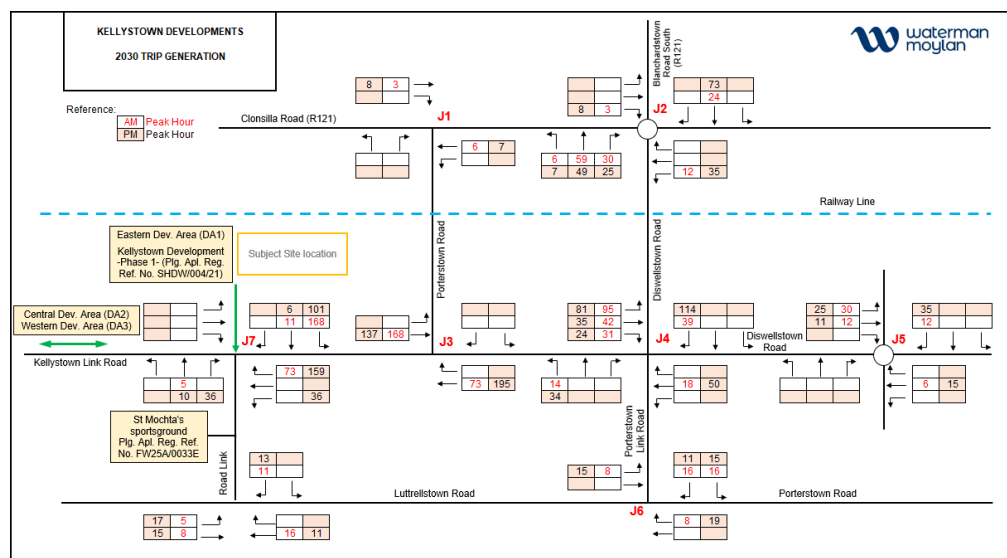 KELLYSTOWN DEVELOPMENTS
2030 TRIP GENERATION
waterman
moylan
Reference:
AM Peak Hour
PM Peak Hour
Blanchardstown
Road South
(R121)
8 3
8 3
73
24
J1
J2
Clonsilla Road (R121)
6 7
6 59 30
7 49 25
12 35
Railway Line
Eastern Dev. Area (DA1)
Kellystown Development
-Phase 1- (Plg. Apl. Reg.
Ref. No. SHDW/004/21)
Subject Site location
Porterstown Road
Diswellstown Road
Central Dev. Area (DA2)
Western Dev. Area (DA3)
6 101
11 168
137 168
81 95
35 42
24 31
114
39
25 30
11 12
35
12
J7
J3
J4
Diswellstown
Road
J5
Kellystown Link Road
5
10 36
73 159
36
73 195
14
34
18 50
6 15
St Mochta's
sportsground
Plg. Apl. Reg. Ref.
No. FW25A/0033E
Road Link
Porterstown
Link Road
13
11
15 8
11 15
16 16
Luttrellstown Road
Porterstown Road
J6
17 5
15 8
16 11
8 19